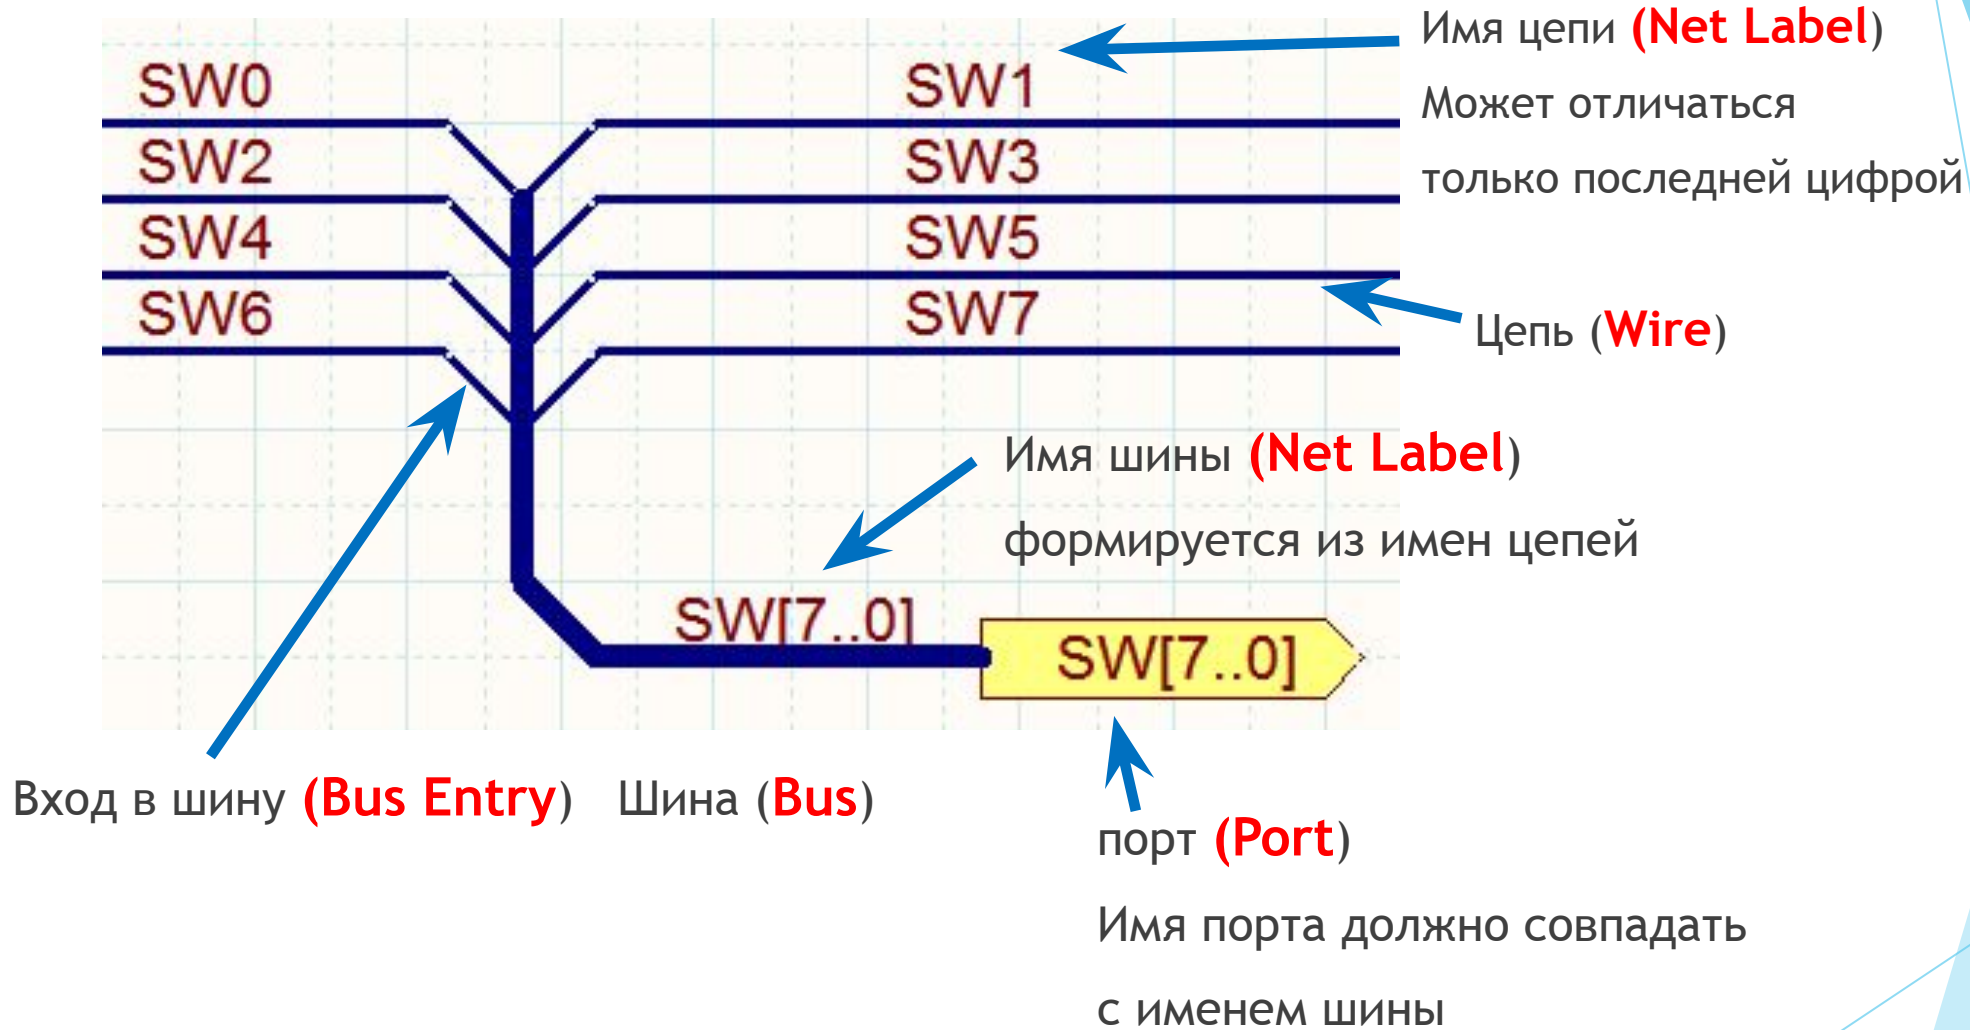 Имя цепи (Net Label)
Может отличаться
только последней цифрой
SW0
SW1
SW2
SW3
SW4
SW5
SW6
SW7
Цепь (Wire)
Имя шины (Net Label)
формируется из имен цепей
SW[7..0]
SW[7..0]
Вход в шину (Bus Entry) Шина (Bus)
порт (Port)
Имя порта должно совпадать
с именем шины